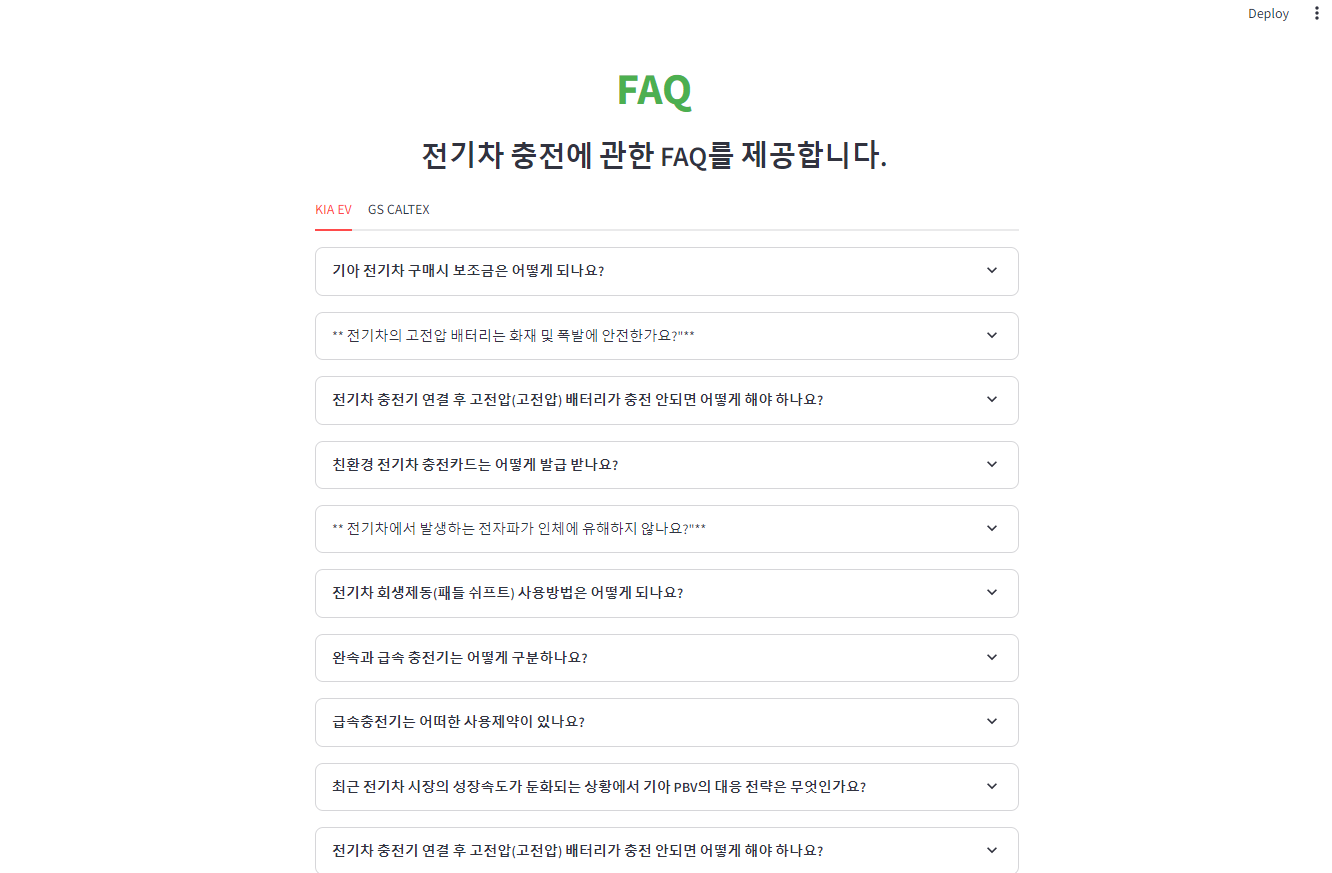 Deploy
FAQ
전기차 충전에 관한 FAQ를 제공합니다.
KIA EV GS CALTEX
기아 전기차 구매시 보조금은 어떻게 되나요?
** 전기차의 고전압 배터리는 화재 및 폭발에 안전한가요?"**
전기차 충전기 연결 후 고전압(고전압) 배터리가 충전 안되면 어떻게 해야 하나요?
친환경 전기차 충전카드는 어떻게 발급 받나요?
** 전기차에서 발생하는 전자파가 인체에 유해하지 않나요?"**
전기차 회생제동(패들 쉬프트) 사용방법은 어떻게 되나요?
완속과 급속 충전기는 어떻게 구분하나요?
급속충전기는 어떠한 사용제약이 있나요?
최근 전기차 시장의 성장속도가 둔화되는 상황에서 기아 PBV의 대응 전략은 무엇인가요?
전기차 충전기 연결 후 고전압(고전압) 배터리가 충전 안되면 어떻게 해야 하나요?